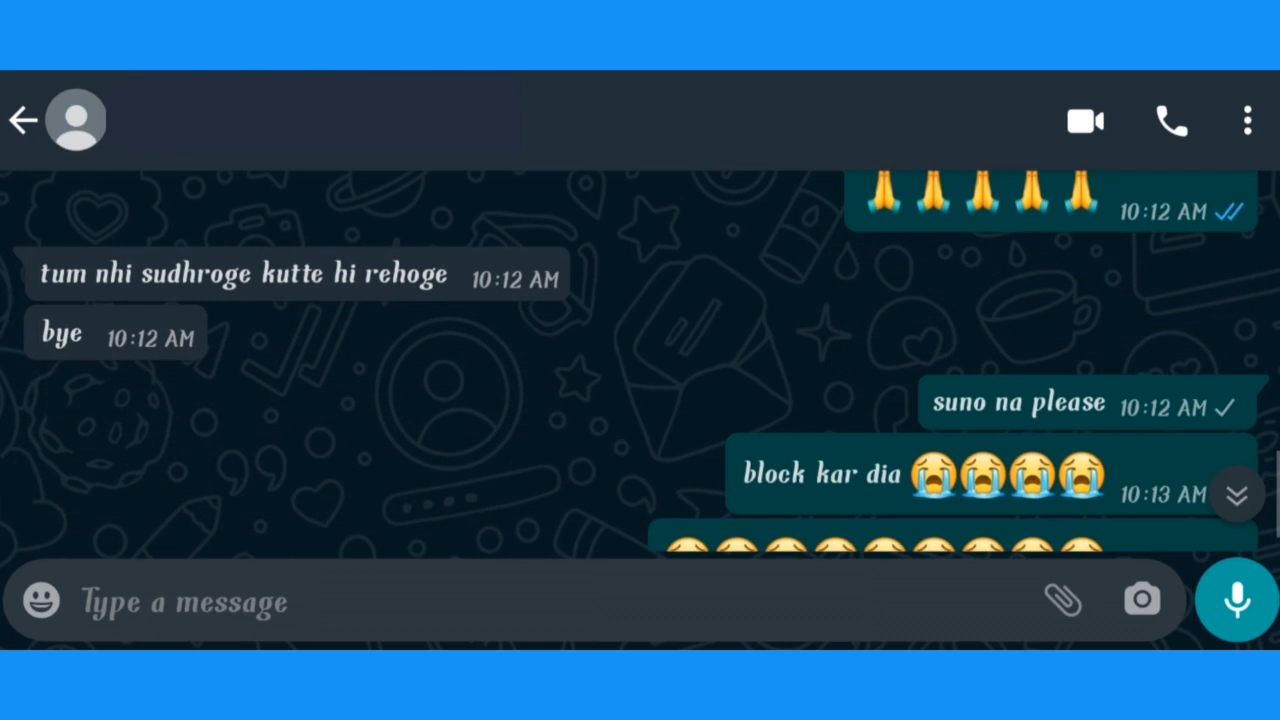 🙏🙏🙏🙏🙏 10:12 AM
tum nhi sudhroge kutte hi rehoge 10:12 AM
bye 10:12 AM
suno na please 10:12 AM
block kar dia 😭😭😭😭 10:13 AM
Type a message